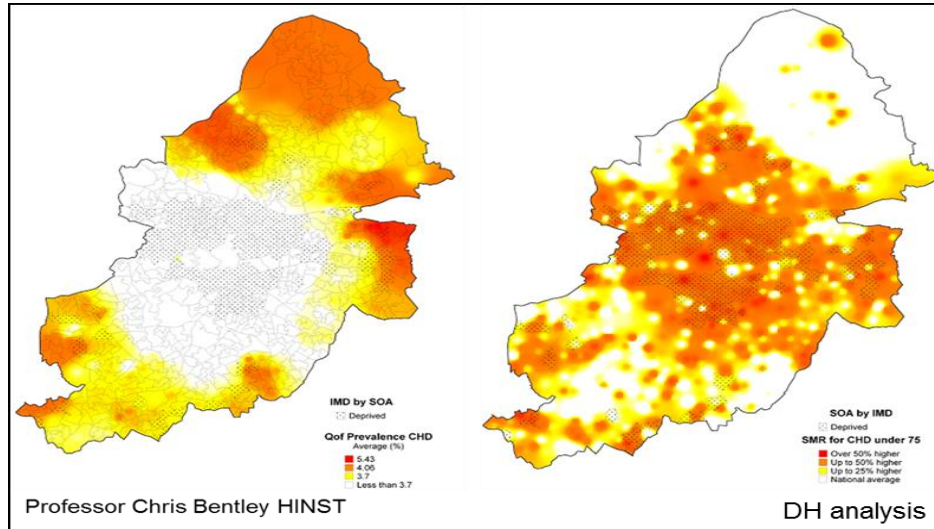 IMD by SOA
Deprived
Qof Prevalence CHD
Average (%)
5.43
4.06
3.7
Less than 3.7
Professor Chris Bentley HINST
SOA by IMD
Deprived
SMR for CHD under 75
Over 50% higher
Up to 50% higher
Up to 25% higher
National average
DH analysis